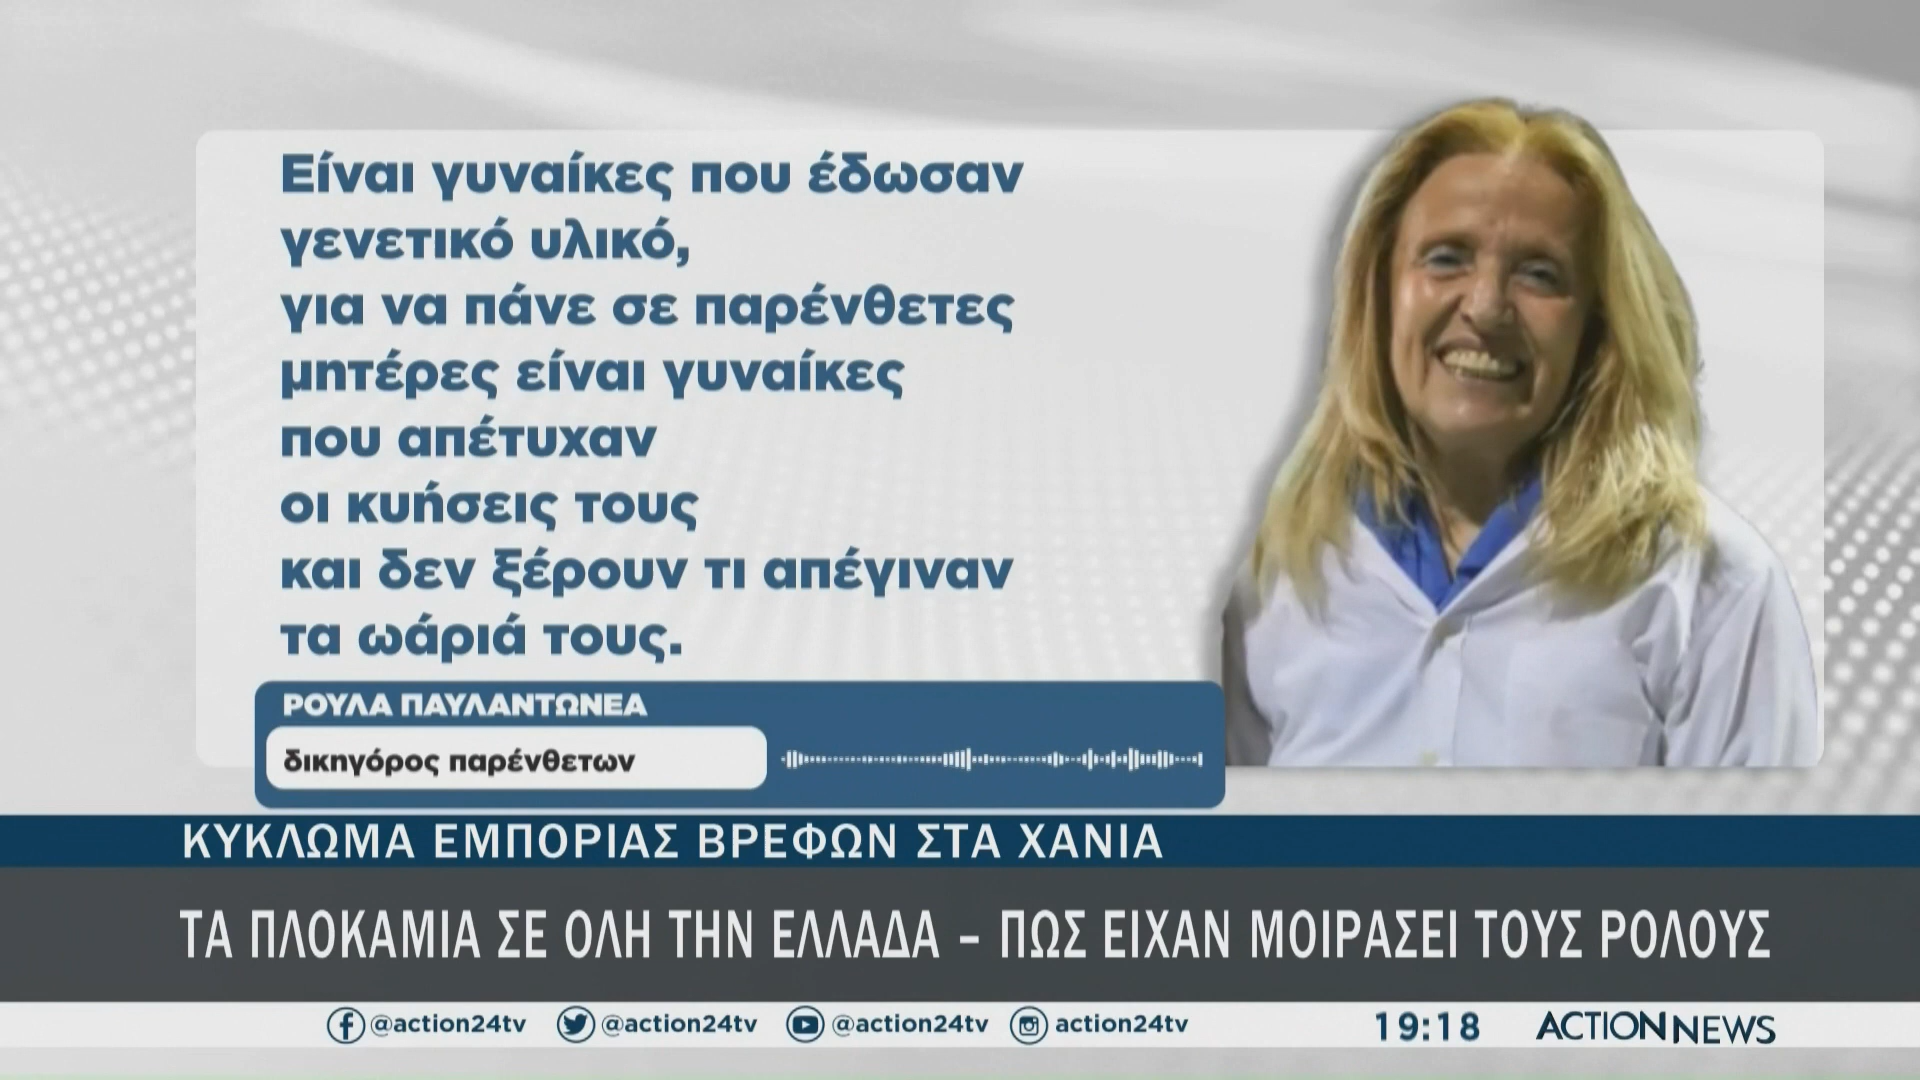 Είναι γυναίκες που έδωσαν
γενετικό υλικό,
για να πάνε σε παρένθετες
μητέρες είναι γυναίκες
που απέτυχαν
οι κυήσεις τους
και δεν ξέρουν τι απέγιναν
τα ωάριά τους.
ΡΟΥΛΑ ΠΑΥΛΑΝΤΩΝΕΑ
δικηγόρος παρένθετων
ΚΥΚΛΩΜΑ ΕΜΠΟΡΙΑΣ ΒΡΕΦΩΝ ΣΤΑ ΧΑΝΙΑ
ΤΑ ΠΛΟΚΑΜΙΑ ΣΕ ΟΛΗ ΤΗΝ ΕΛΛΑΔΑ – ΠΩΣ ΕΙΧΑΝ ΜΟΙΡΑΣΕΙ ΤΟΥΣ ΡΟΛΟΥΣ
@action24tv @action24tv @action24tv action24tv 19:18 ACTION NEWS